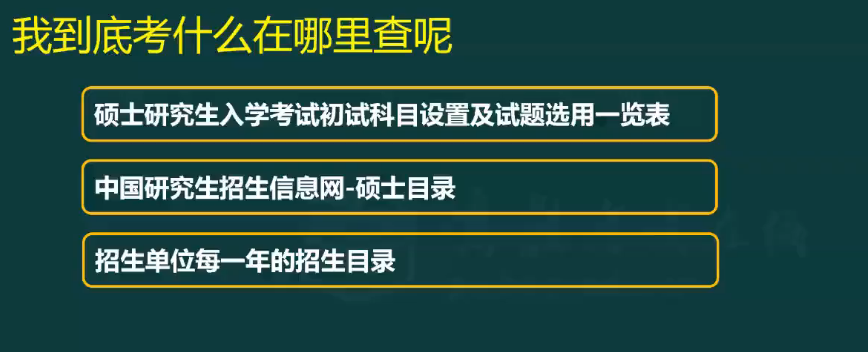 我到底考什么在哪里查呢
硕士研究生入学考试初试科目设置及试题选用一览表
中国研究生招生信息网-硕士目录
招生单位每一年的招生目录